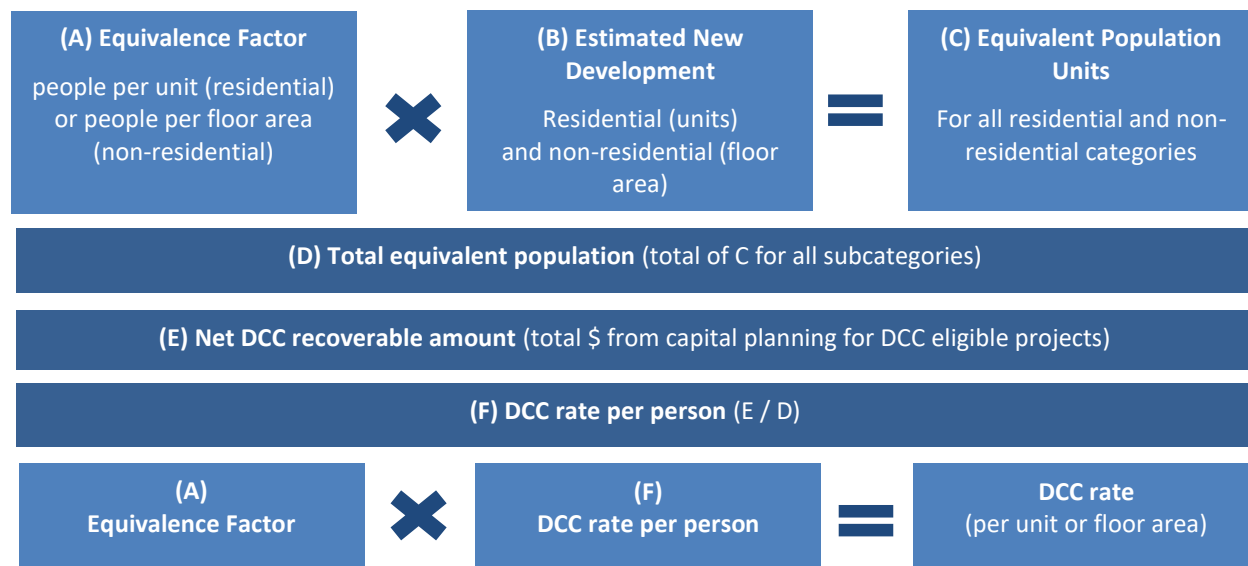 (A) Equivalence Factor
people per unit (residential)
or people per floor area
(non-residential)
(B) Estimated New
Development
Residential (units)
and non-residential (floor
area)
(C) Equivalent Population
Units
For all residential and non-
residential categories
(D) Total equivalent population (total of C for all subcategories)
(E) Net DCC recoverable amount (total $ from capital planning for DCC eligible projects)
(F) DCC rate per person (E / D)
(A)
Equivalence Factor
(F)
DCC rate per person
DCC rate
(per unit or floor area)